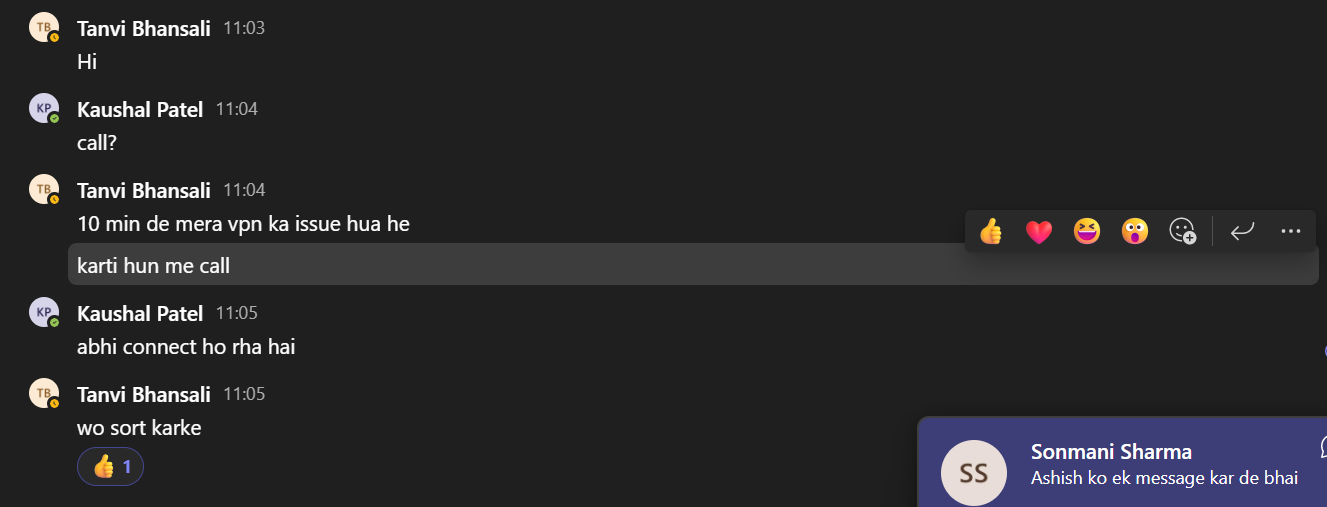 TB Tanvi Bhansali 11:03
Hi
KP Kaushal Patel 11:04
call?
TB Tanvi Bhansali 11:04
10 min de mera vpn ka issue hua he
karti hun me call
KP Kaushal Patel 11:05
abhi connect ho rha hai
TB Tanvi Bhansali 11:05
wo sort karke
👍 1
SS Sonmani Sharma
Ashish ko ek message kar de bhai